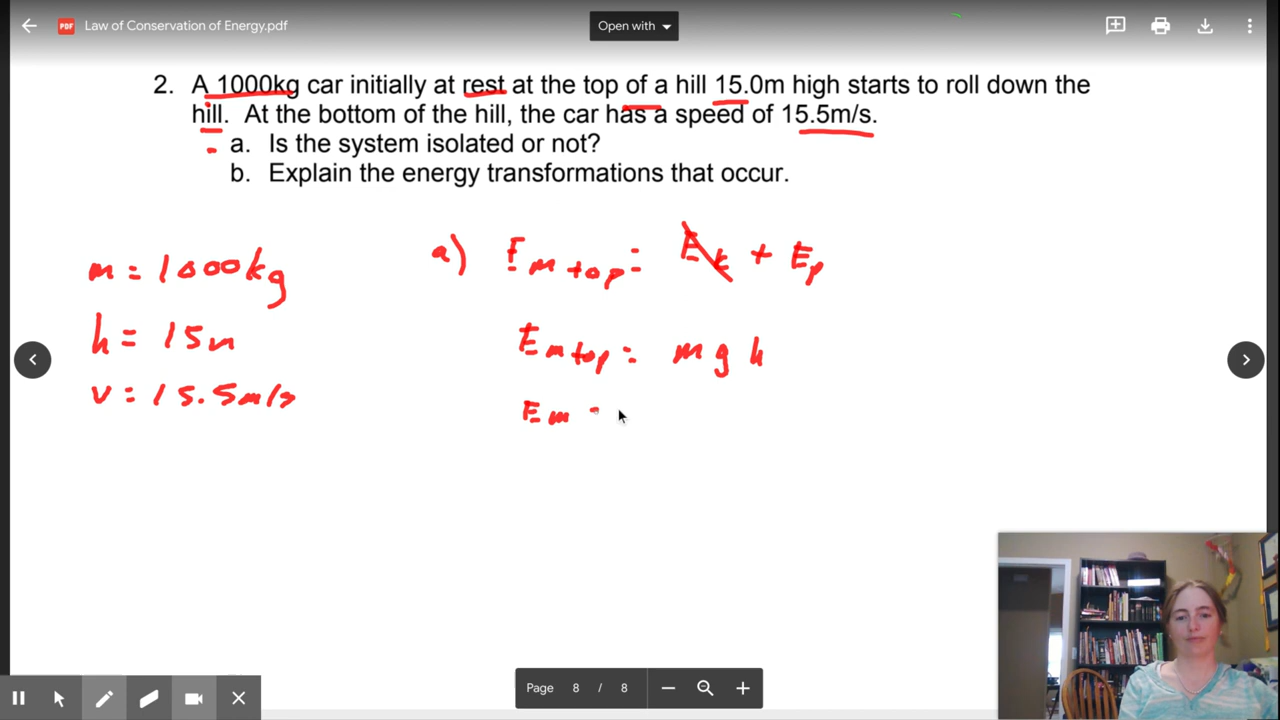 Law of Conservation of Energy.pdf
PDF
Open with
2. A 1000kg car initially at rest at the top of a hill 15.0m high starts to roll down the
hill. At the bottom of the hill, the car has a speed of 15.5m/s.
a. Is the system isolated or not?
b. Explain the energy transformations that occur.
m = 1000kg
h = 15m
v = 15.5m/s
a) Em top = Ek + Ep
Em top = mgh
Em =
Page 8 / 8